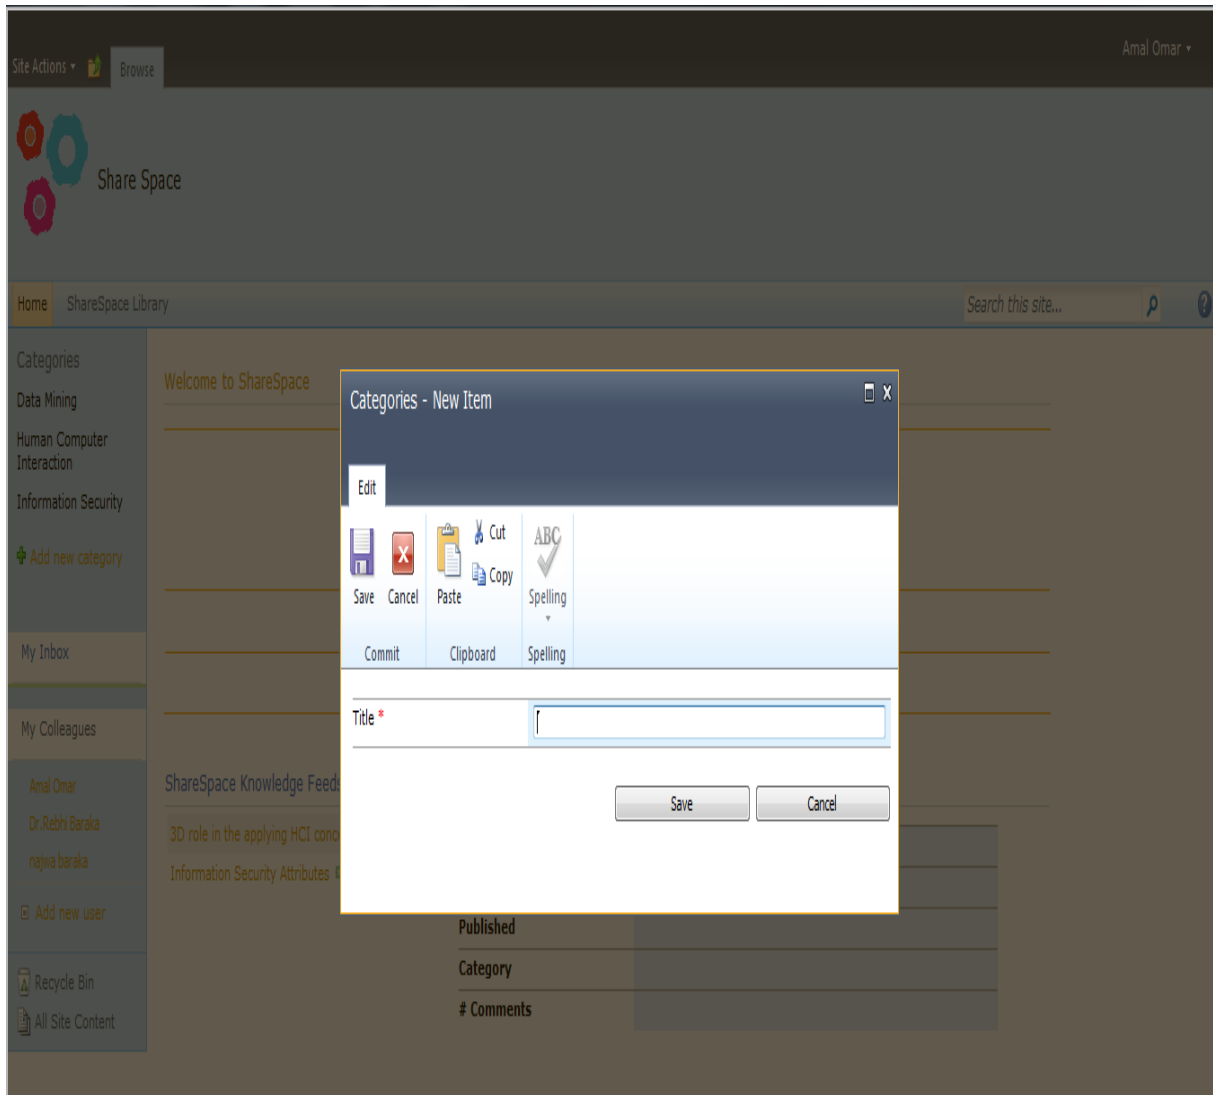 Amal Omar
Site Actions
Browse
Share Space
Home
ShareSpace Library
Search this site...
Categories
Data Mining
Human Computer
Interaction
Information Security
Add new category
My Inbox
My Colleagues
Amal Omar
Dr.Rebhi Baraka
najwa baraka
Add new user
Recycle Bin
All Site Content
Welcome to ShareSpace
ShareSpace Knowledge Feeds
3D role in the applying HCI
Information Security Attributes
Categories - New Item
Edit
Save
Cancel
Paste
Cut
Copy
ABC
Spelling
Commit
Clipboard
Spelling
Title *
Save
Cancel
Published
Category
# Comments